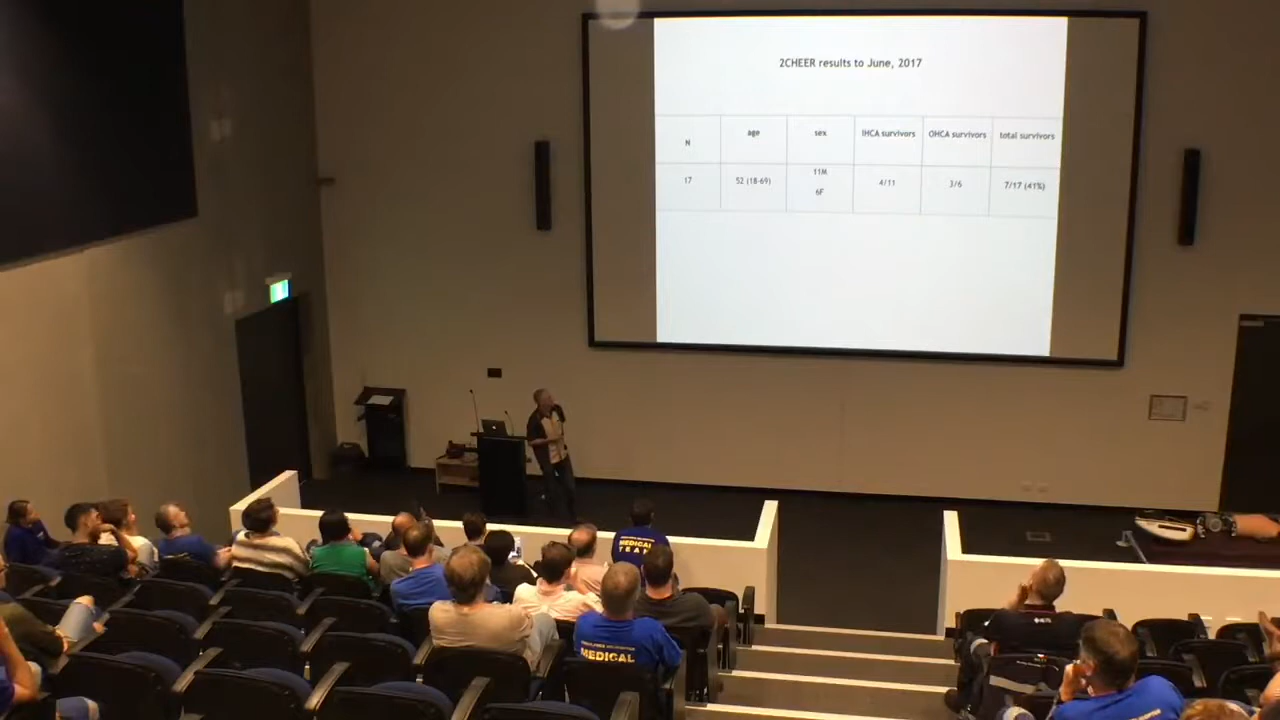 2CHEER results to June, 2017
N age sex IHCA survivors OHCA survivors total survivors
17 52 (18-69) 11M 6F 4/11 3/6 7/17 (41%)
MEDICAL
TEAM
MEDICAL